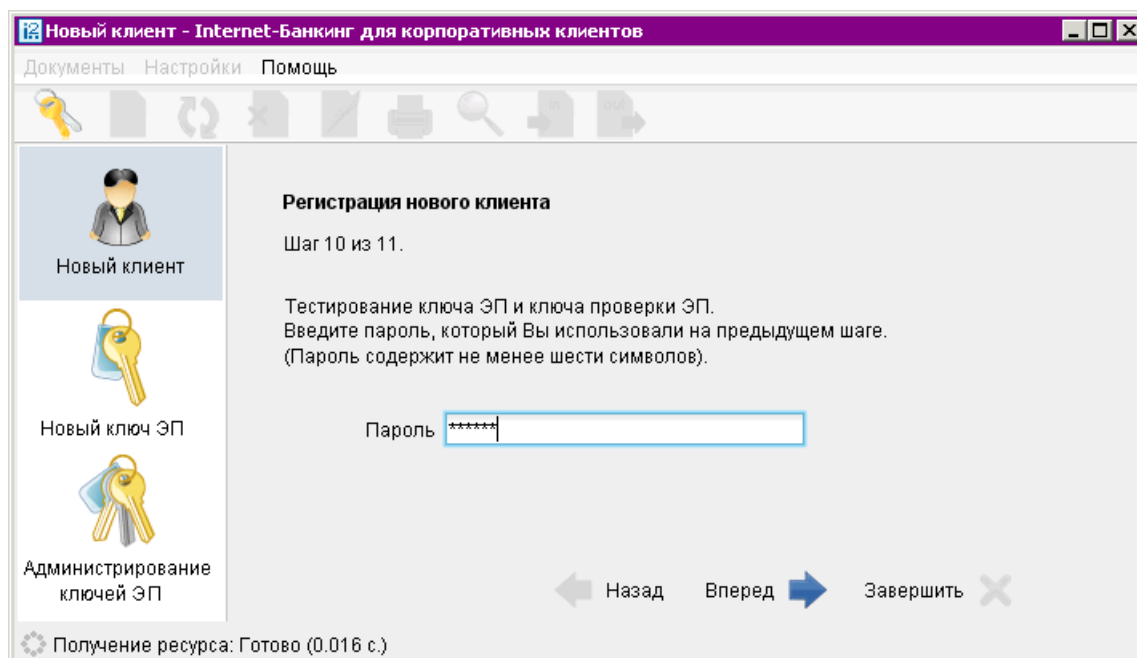 Новый клиент - Internet-Банкинг для корпоративных клиентов
Документы Настройки Помощь
in out
Новый клиент
Новый ключ ЭП
Администрирование
ключей ЭП
Регистрация нового клиента
Шаг 10 из 11.
Тестирование ключа ЭП и ключа проверки ЭП.
Введите пароль, который Вы использовали на предыдущем шаге.
(Пароль содержит не менее шести символов).
Пароль ******
Назад Вперед Завершить
Получение ресурса: Готово (0.016 с.)